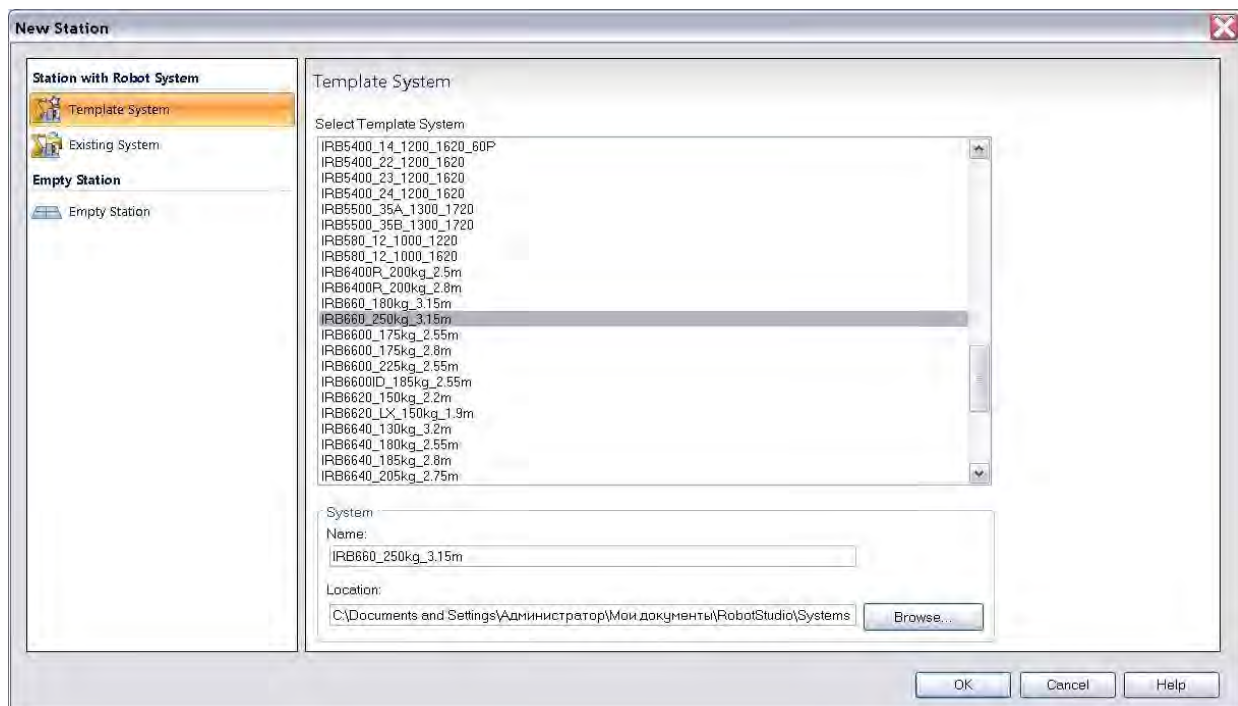 New Station
Station with Robot System
Template System
Existing System
Empty Station
Empty Station
Template System
Select Template System
IRB5400_14_1200_1620_60P
IRB5400_22_1200_1620
IRB5400_23_1200_1620
IRB5400_24_1200_1620
IRB5500_35A_1300_1720
IRB5500_35B_1300_1720
IRB580_12_1000_1220
IRB580_12_1000_1620
IRB6400R_200kg_2.5m
IRB6400R_200kg_2.8m
IRB660_180kg_3.15m
IRB660_250kg_3.15m
IRB6600_175kg_2.55m
IRB6600_175kg_2.8m
IRB6600_225kg_2.55m
IRB6600ID_185kg_2.55m
IRB6620_150kg_2.2m
IRB6620_LX_150kg_1.9m
IRB6640_130kg_3.2m
IRB6640_180kg_2.55m
IRB6640_185kg_2.8m
IRB6640_205kg_2.75m
System
Name:
IRB660_250kg_3.15m
Location:
C:\Documents and Settings\Администратор\Мои документы\RobotStudio\Systems
Browse...
OK
Cancel
Help